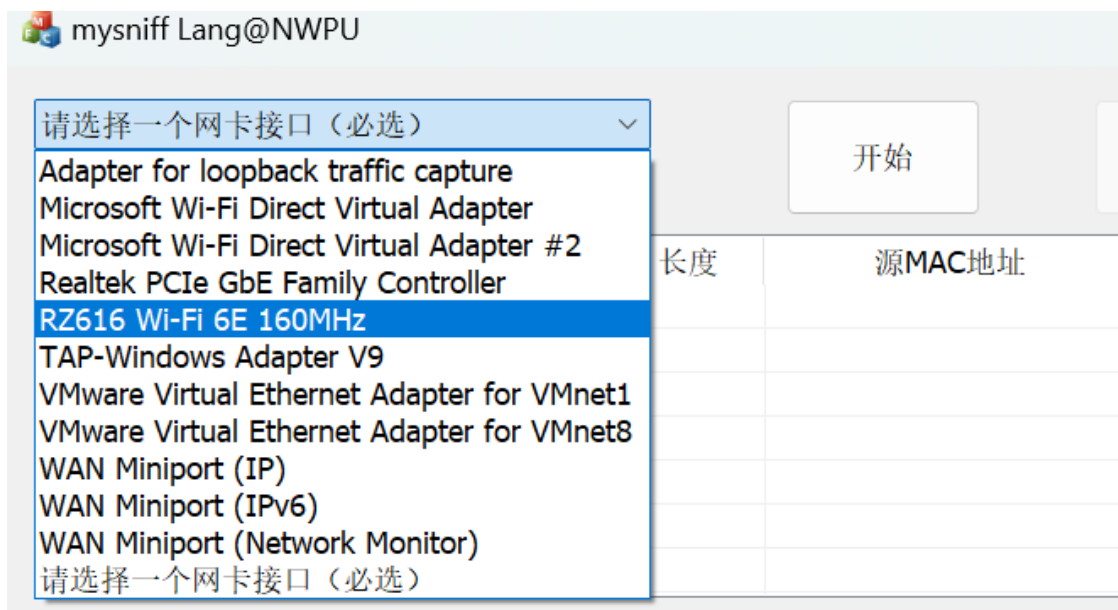 mysniff Lang@NWPU
请选择一个网卡接口（必选）
开始
Adapter for loopback traffic capture
Microsoft Wi-Fi Direct Virtual Adapter
Microsoft Wi-Fi Direct Virtual Adapter #2
长度 源MAC地址
Realtek PCIe GbE Family Controller
RZ616 Wi-Fi 6E 160MHz
TAP-Windows Adapter V9
VMware Virtual Ethernet Adapter for VMnet1
VMware Virtual Ethernet Adapter for VMnet8
WAN Miniport (IP)
WAN Miniport (IPv6)
WAN Miniport (Network Monitor)
请选择一个网卡接口（必选）